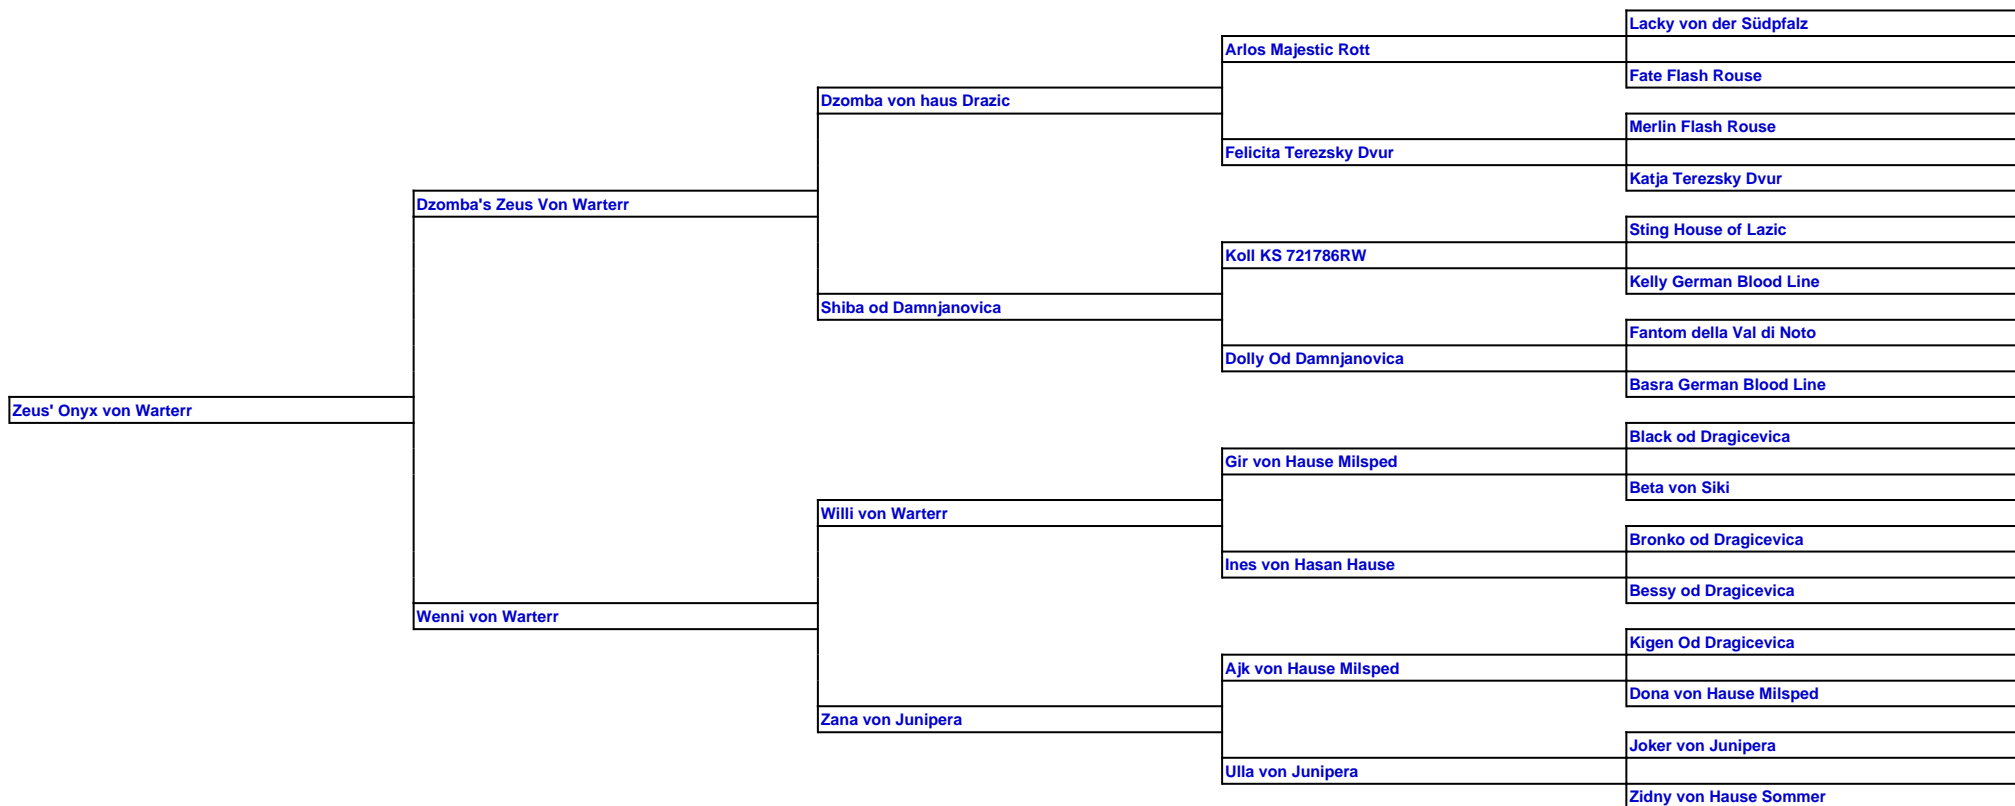 Lacky von der Südpfalz
Arlos Majestic Rott
Fate Flash Rouse
Dzomba von haus Drazic
Merlin Flash Rouse
Felicita Terezsky Dvur
Katja Terezsky Dvur
Dzomba's Zeus Von Warterr
Sting House of Lazic
Koll KS 721786RW
Kelly German Blood Line
Shiba od Damnjanovica
Fantom della Val di Noto
Dolly Od Damnjanovica
Basra German Blood Line
Zeus' Onyx von Warterr
Black od Dragicevica
Gir von Hause Milsped
Beta von Siki
Willi von Warterr
Bronko od Dragicevica
Ines von Hasan Hause
Bessy od Dragicevica
Wenni von Warterr
Kigen Od Dragicevica
Ajk von Hause Milsped
Dona von Hause Milsped
Zana von Junipera
Joker von Junipera
Ulla von Junipera
Zidny von Hause Sommer